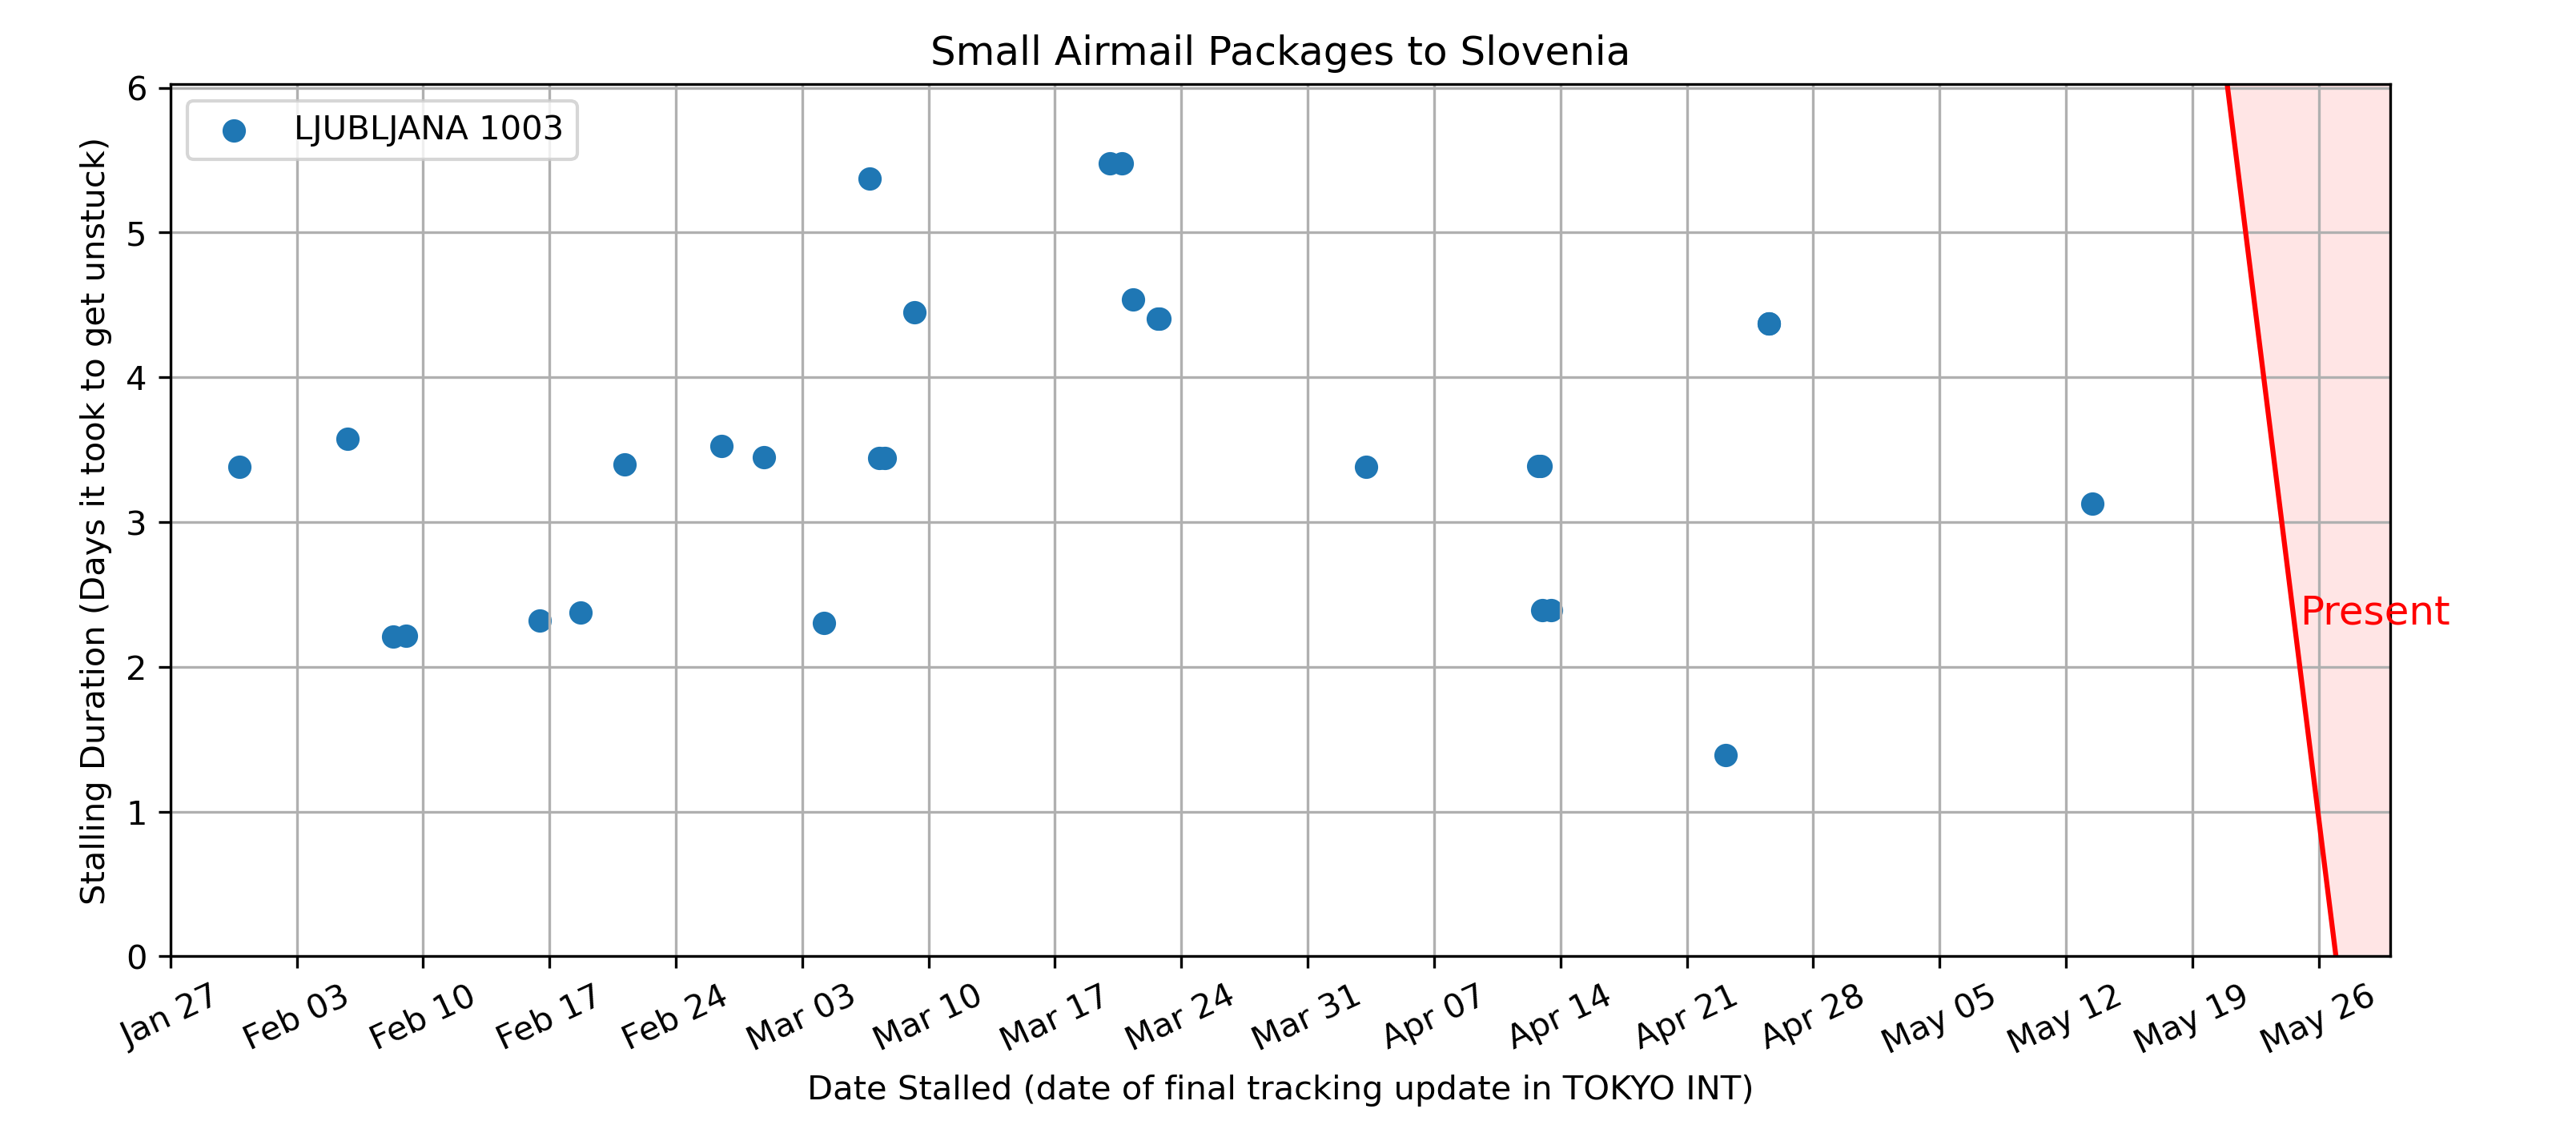 Small Airmail Packages to Slovenia
LJUBLJANA 1003
Stalling Duration (Days it took to get unstuck)
6
5
4
3
2
1
0
Present
Jan 27
Feb 03
Feb 10
Feb 17
Feb 24
Mar 03
Mar 10
Mar 17
Mar 24
Mar 31
Apr 07
Apr 14
Apr 21
Apr 28
May 05
May 12
May 19
May 26
Date Stalled (date of final tracking update in TOKYO INT)